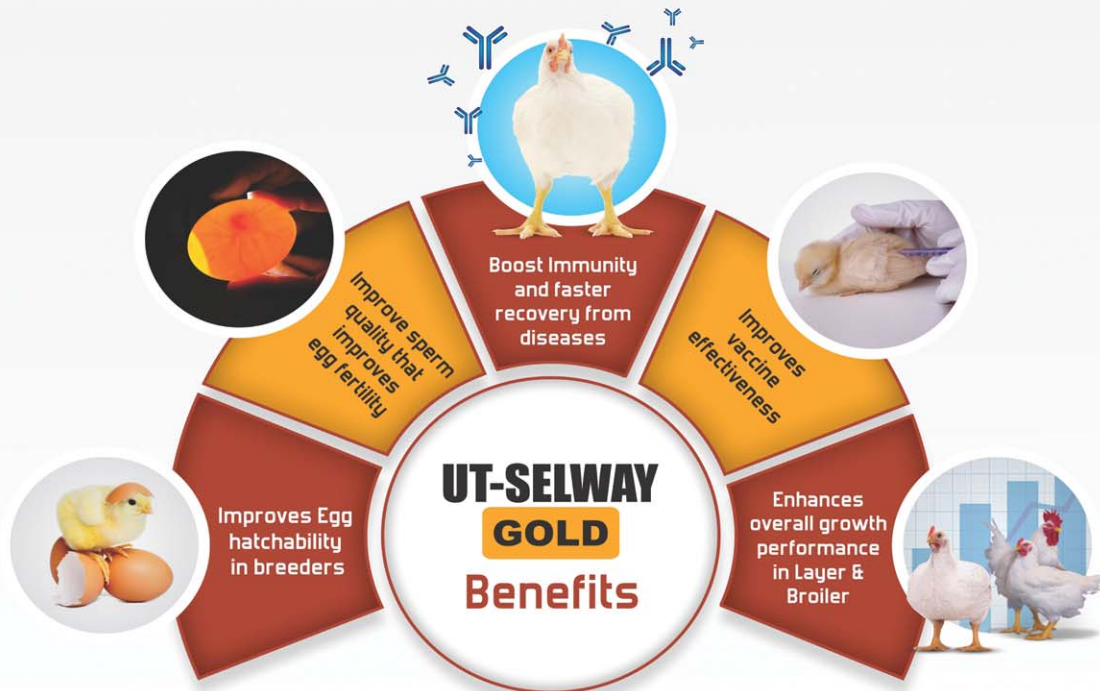 Boost Immunity
and faster
recovery from
diseases
Improve sperm
quality that
improves
egg fertility
Improves
vaccine
effectiveness
Improves Egg
hatchability
in breeders
UT-SELWAY
GOLD
Benefits
Enhances
overall growth
performance
in Layer &
Broiler